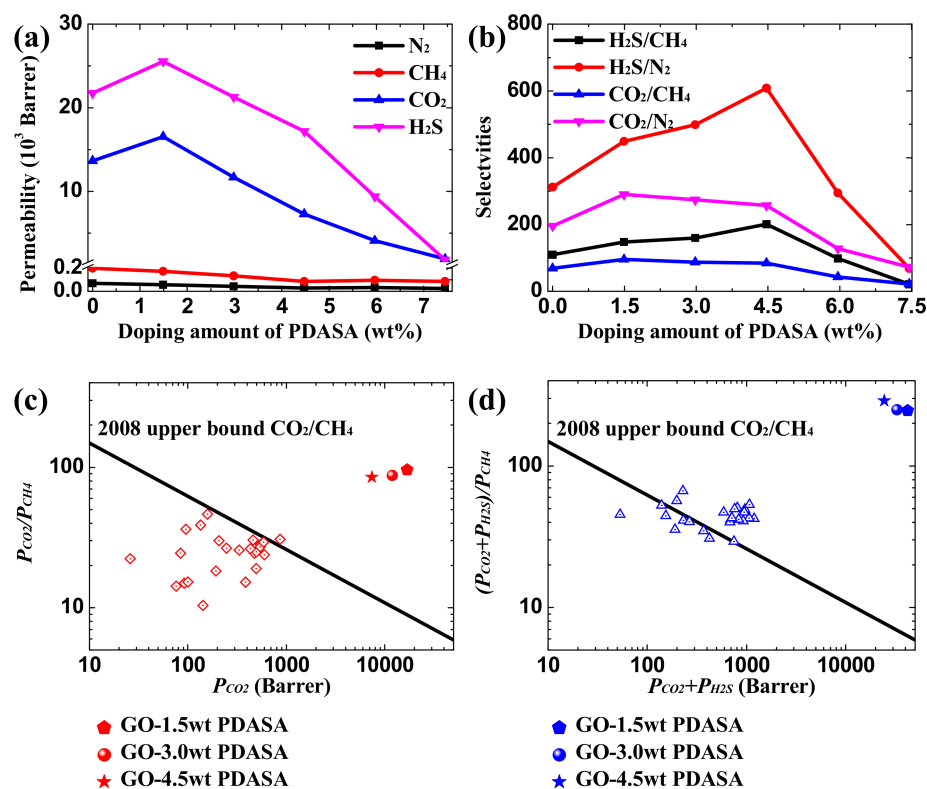 (a)
30
20
10
0.2
0.0
Permeability (10³ Barrer)
N₂
CH₄
CO₂
H₂S
0 1 2 3 4 5 6 7
Doping amount of PDASA (wt%)
(b)
800
600
400
200
0
Selectvities
H₂S/CH₄
H₂S/N₂
CO₂/CH₄
CO₂/N₂
0.0 1.5 3.0 4.5 6.0 7.5
Doping amount of PDASA (wt%)
(c)
2008 upper bound CO₂/CH₄
100
10
P_CO2/P_CH4
10 100 1000 10000
P_CO2 (Barrer)
GO-1.5wt PDASA
GO-3.0wt PDASA
GO-4.5wt PDASA
(d)
2008 upper bound CO₂/CH₄
100
10
(P_CO2+P_H2S)/P_CH4
10 100 1000 10000
P_CO2+P_H2S (Barrer)
GO-1.5wt PDASA
GO-3.0wt PDASA
GO-4.5wt PDASA